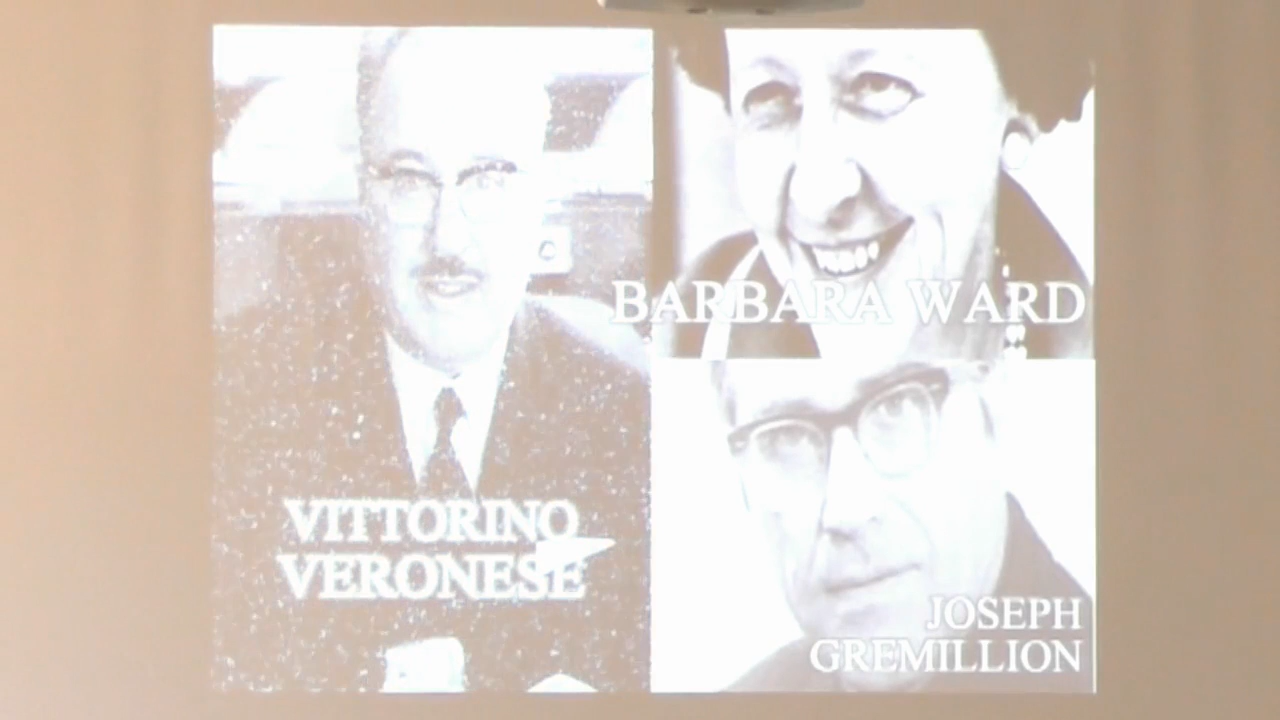 BARBARA WARD
VITTORINO
VERONESE
JOSEPH
GREMILLION